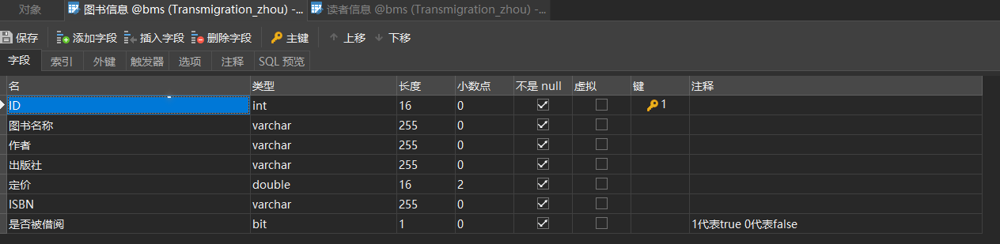 对象 图书信息 @bms (Transmigration_zhou) -... 读者信息 @bms (Transmigration_zhou) -...
保存 添加字段 插入字段 删除字段 主键 上移 下移
字段 索引 外键 触发器 选项 注释 SQL 预览
名 类型 长度 小数点 不是 null 虚拟 键 注释
ID int 16 0 1
图书名称 varchar 255 0
作者 varchar 255 0
出版社 varchar 255 0
定价 double 16 2
ISBN varchar 255 0
是否被借阅 bit 1 0 1代表true 0代表false